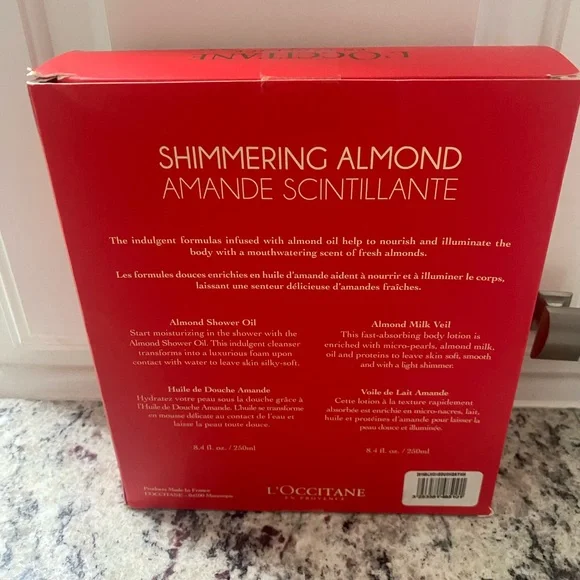 L'OCCITANE
SHIMMERING ALMOND
AMANDE SCINTILLANTE
The indulgent formulas infused with almond oil help to nourish and illuminate the
body with a mouthwatering scent of fresh almonds.
Les formules douces enrichies en huile d'amande aident à nourrir et à illuminer le corps,
laissant une senteur délicieuse d'amandes fraîches.
Almond Shower Oil
Start moisturizing in the shower with the
Almond Shower Oil. This indulgent cleanser
transforms into a luxurious foam upon
contact with water to leave skin silky-soft.
Huile de Douche Amande
Hydratez votre peau sous la douche grâce à
l'Huile de Douche Amande. L'huile se transforme
en mousse délicate au contact de l'eau et
laisse la peau toute douce.
8.4 fl. oz. / 250ml
Almond Milk Veil
This fast-absorbing body lotion is
enriched with micro-pearls, almond milk,
oil and proteins to leave skin soft, smooth
and with a light shimmer.
Voile de Lait Amande
Cette lotion à la texture rapidement
absorbée est enrichie en micro-nacres, lait,
huile et protéines d'amande pour laisser la
peau douce et illuminée.
8.4 fl. oz. / 250ml
Products Made in France
L'OCCITANE - 04100 Manosque
L'OCCITANE
EN PROVENCE